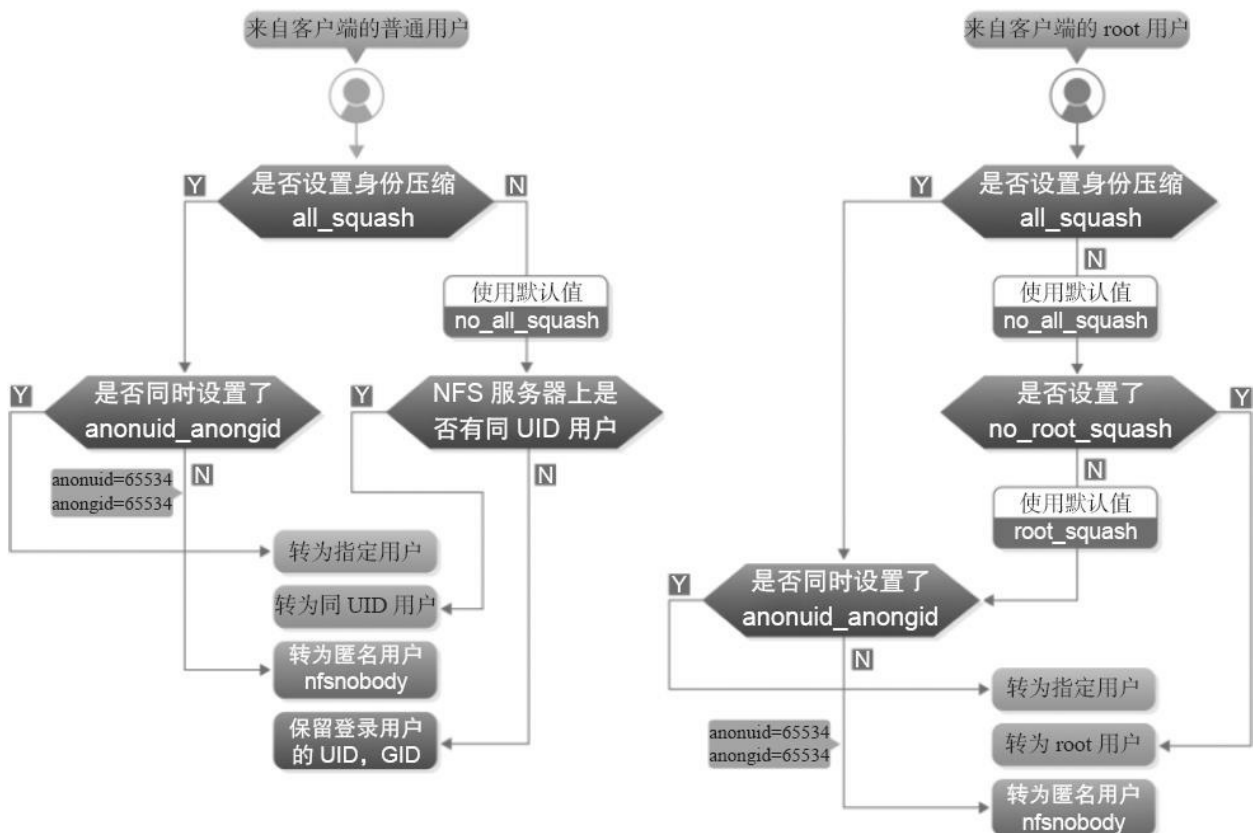 来自客户端的普通用户
是否设置身份压缩
all_squash
Y
N
使用默认值
no_all_squash
是否同时设置了
anonuid_anongid
Y
N
anonuid=65534
anongid=65534
NFS 服务器上是
否有同 UID 用户
Y
N
转为指定用户
转为同 UID 用户
转为匿名用户
nfsnobody
保留登录用户
的 UID，GID
来自客户端的 root 用户
是否设置身份压缩
all_squash
Y
N
使用默认值
no_all_squash
是否设置了
no_root_squash
Y
N
使用默认值
root_squash
是否同时设置了
anonuid_anongid
Y
N
anonuid=65534
anongid=65534
转为指定用户
转为 root 用户
转为匿名用户
nfsnobody